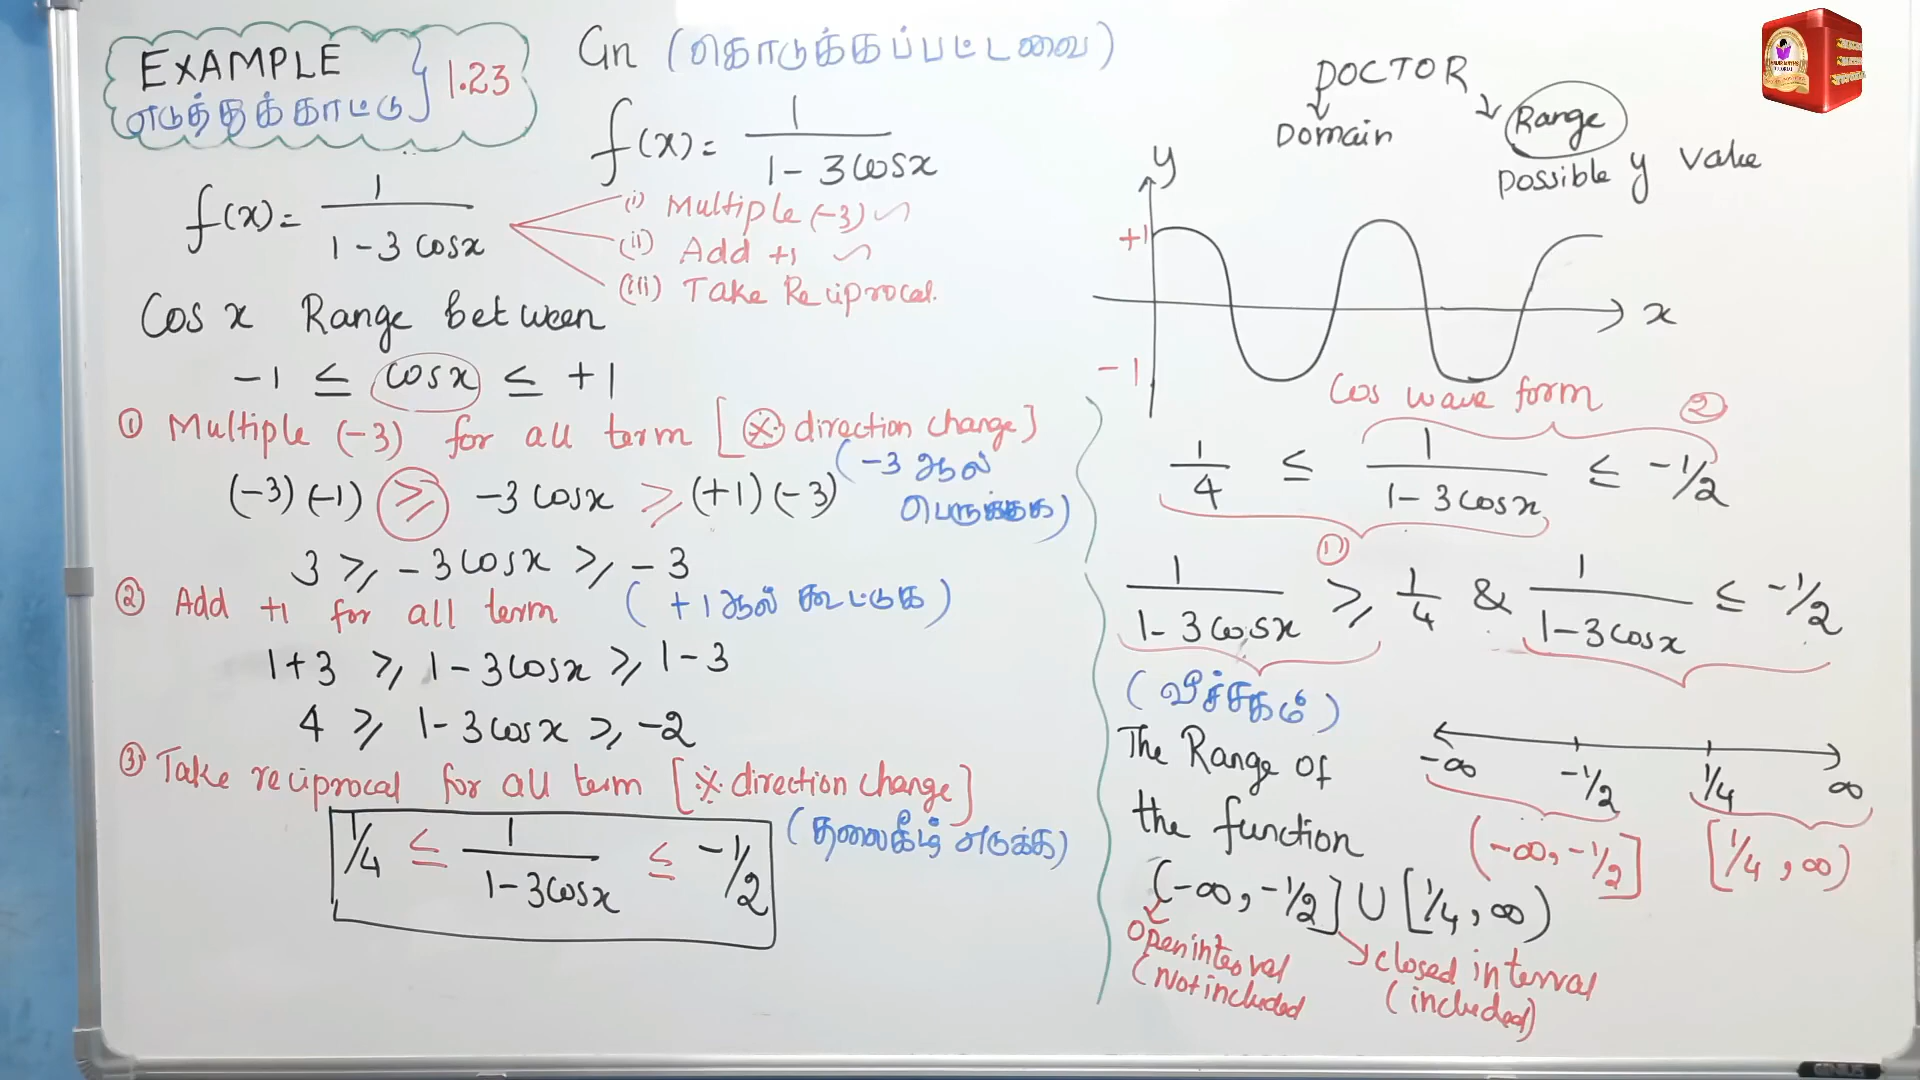 EXAMPLE
எடுத்துக்காட்டு } 1.23
Gn (கொடுக்கப்பட்டவை)
f(x) = 1/(1-3cosx)
f(x) = 1/(1-3 cosx)
(i) Multiple (-3)
(ii) Add +1
(iii) Take Reciprocal.
Cos x Range between
-1 ≤ cosx ≤ +1
① Multiple (-3) for all term [※ direction change]
(-3 ஆல்
பெருக்குக)
(-3)(-1) ≥ -3 cosx ≥ (+1)(-3)
3 ≥ -3cosx ≥ -3
② Add +1 for all term (+1 ஆல் கூட்டுக)
1+3 ≥ 1-3cosx ≥ 1-3
4 ≥ 1-3cosx ≥ -2
③ Take reciprocal for all term [※ direction change]
(தலைகீழ் எடுக்க)
1/4 ≤ 1/(1-3cosx) ≤ -1/2
DOCTOR
Domain
Range
Possible y value
y
+1
x
-1
Cos wave form
②
1/4 ≤ 1/(1-3cosx) ≤ -1/2
①
1/(1-3cosx) ≥ 1/4 & 1/(1-3cosx) ≤ -1/2
(வீச்சகம்)
The Range of
the function
-∞ -1/2 1/4 ∞
(-∞, -1/2] [1/4, ∞)
(-∞, -1/2] U [1/4, ∞)
Open interval
(Not included
closed interval
(included)